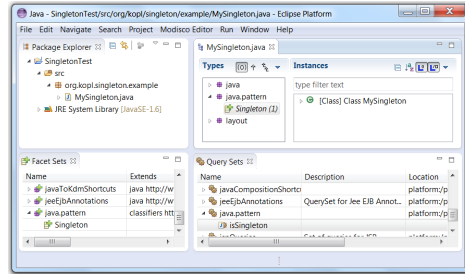 Java - SingletonTest/src/org/kopl/singleton/example/MySingleton.java - Eclipse Platform
File Edit Navigate Search Project Modisco Editor Run Window Help
Package Explorer
SingletonTest
src
org.kopl.singleton.example
MySingleton.java
JRE System Library [JavaSE-1.6]
MySingleton.java
Types
java
java.pattern
Singleton (1)
layout
Instances
type filter text
[Class] Class MySingleton
Facet Sets
Name Extends
javaToKdmShortcuts java http://w
jeeEjbAnnotations java http://w
java.pattern classifiers htt
Singleton
Query Sets
Name Description Location
javaCompositionShortcu platform:/p
jeeEjbAnnotations QuerySet for Jee EJB Annot... platform:/p
java.pattern platform:/p
isSingleton